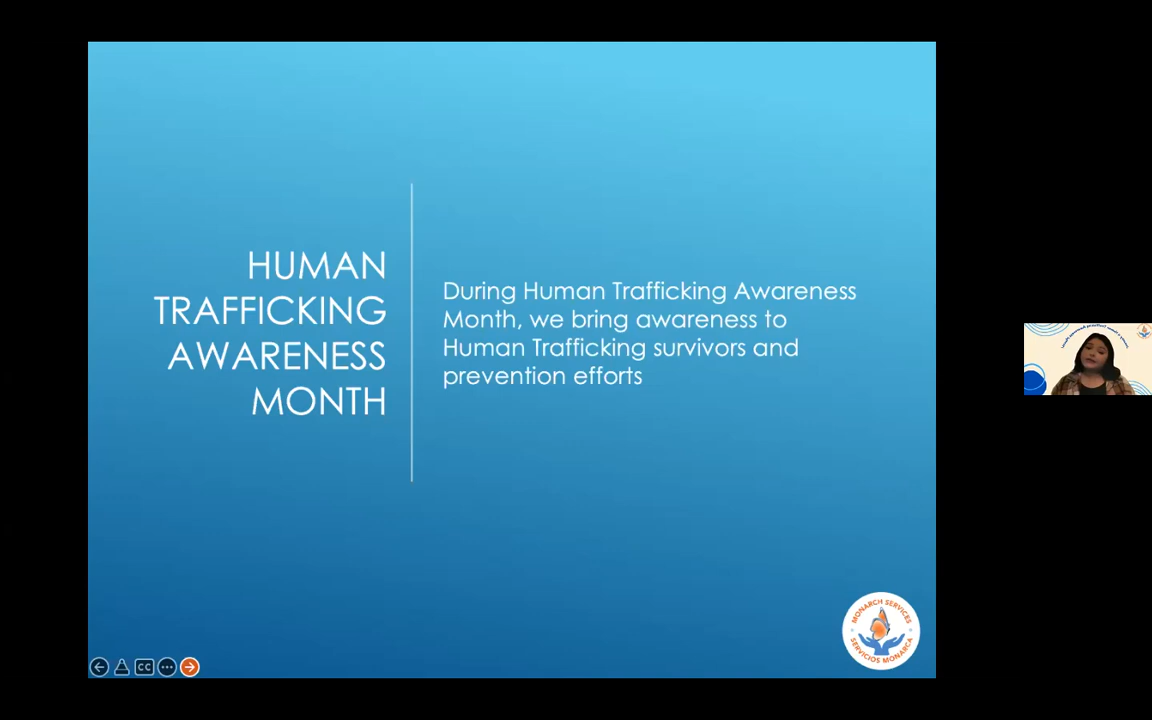 HUMAN
TRAFFICKING
AWARENESS
MONTH
During Human Trafficking Awareness
Month, we bring awareness to
Human Trafficking survivors and
prevention efforts
MONARCH SERVICES
SERVICIOS MONARCA
CC